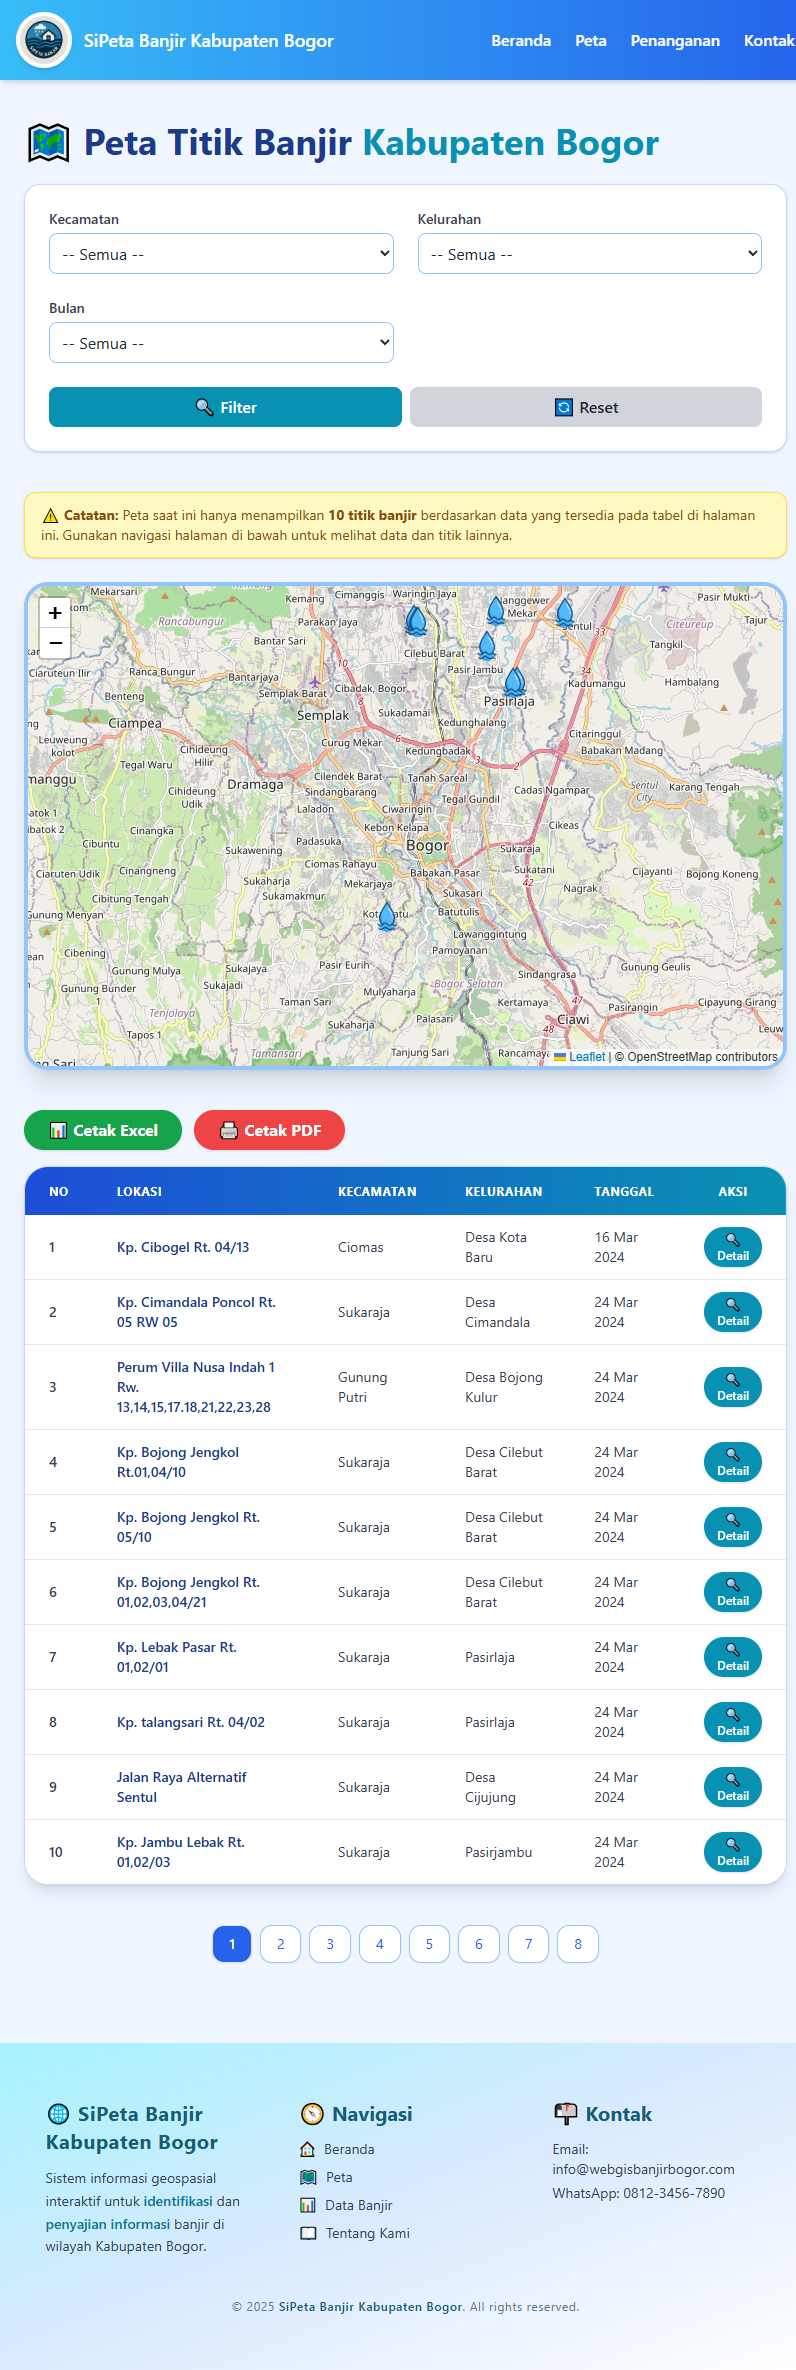 SiPeta Banjir Kabupaten Bogor
Beranda Peta Penanganan Kontak
Peta Titik Banjir Kabupaten Bogor
Kecamatan Kelurahan
-- Semua -- -- Semua --
Bulan
-- Semua --
Filter Reset
Catatan: Peta saat ini hanya menampilkan 10 titik banjir berdasarkan data yang tersedia pada tabel di halaman
ini. Gunakan navigasi halaman di bawah untuk melihat data dan titik lainnya.
+
−
Mekarsari
Rancabungur
Kemang
Cimanggis
Waringin Jaya
Parakan Jaya
Bantar Sari
Cilebut Barat
Mekar
Sentul
33
Pasir Mukti
Tajur
Citeureup
Tangkil
Ciaruteun Ilir
Ranca Bungur
Bantarjaya
Semplak Barat
Cibadak, Bogor
10
Pasir Jambu
34
Kadumangu
Hambalang
Benteng
Ciampea
Semplak
Sukadami
Pasirlaja
Kedunghalang
Leuweung
kolot
Cihideung
Hilir
Curug Mekar
6
Kedungbadak
3
2
Citaringgul
Babakan Madang
Tegal Waru
Dramaga
Cilendek Barat
Sindangbarang
Tanah Sareal
Cadas Ngampar
Sentul
City
Karang Tengah
Cihideung
Udik
Laladon
Ciwaringin
Tegal Gundil
Cinangka
Padasuka
Kebon Kelapa
Cikeas
Cibuntu
Sukawening
Bogor
Sukaraja
Ciomas Rahayu
Cinangneng
Babakan Pasar
Sukatani
Cijayanti
Bojong Koneng
Ciaruten Udik
Sukaharja
Mekarjaya
Sukasari
42
Nagrak
Cibitung Tengah
Sukamakmur
Gunung Menyan
Batutulis
Lawanggintung
Cibening
Pamoyanan
Gunung Mulya
Sukajaya
Pasir Eurih
Sindangrasa
Gunung Geulis
Gunung Bunder
1
Sukajadi
Mulyaharja
Bogor Selatan
Taman Sari
Kertamaya
47
Pasirangin
Cipayung Girang
Tenjolaya
Sukaharja
Palasari
48
Ciawi
Tapos 1
Tamansari
Tanjung Sari
Rancamaya
Leaflet | © OpenStreetMap contributors
Cetak Excel Cetak PDF
NO LOKASI KECAMATAN KELURAHAN TANGGAL AKSI
1 Kp. Cibogel Rt. 04/13 Ciomas Desa Kota
Baru 16 Mar
2024 Detail
2 Kp. Cimandala Poncol Rt.
05 RW 05 Sukaraja Desa
Cimandala 24 Mar
2024 Detail
3 Perum Villa Nusa Indah 1
Rw.
13,14,15,17.18,21,22,23,28 Gunung
Putri Desa Bojong
Kulur 24 Mar
2024 Detail
4 Kp. Bojong Jengkol
Rt.01,04/10 Sukaraja Desa Cilebut
Barat 24 Mar
2024 Detail
5 Kp. Bojong Jengkol Rt.
05/10 Sukaraja Desa Cilebut
Barat 24 Mar
2024 Detail
6 Kp. Bojong Jengkol Rt.
01,02,03,04/21 Sukaraja Desa Cilebut
Barat 24 Mar
2024 Detail
7 Kp. Lebak Pasar Rt.
01,02/01 Sukaraja Pasirlaja 24 Mar
2024 Detail
8 Kp. talangsari Rt. 04/02 Sukaraja Pasirlaja 24 Mar
2024 Detail
9 Jalan Raya Alternatif
Sentul Sukaraja Desa
Cijujung 24 Mar
2024 Detail
10 Kp. Jambu Lebak Rt.
01,02/03 Sukaraja Pasirjambu 24 Mar
2024 Detail
1 2 3 4 5 6 7 8
SiPeta Banjir
Kabupaten Bogor
Sistem informasi geospasial
interaktif untuk identifikasi dan
penyajian informasi banjir di
wilayah Kabupaten Bogor.
Navigasi
Beranda
Peta
Data Banjir
Tentang Kami
Kontak
Email:
info@webgisbanjirbogor.com
WhatsApp: 0812-3456-7890
© 2025 SiPeta Banjir Kabupaten Bogor. All rights reserved.